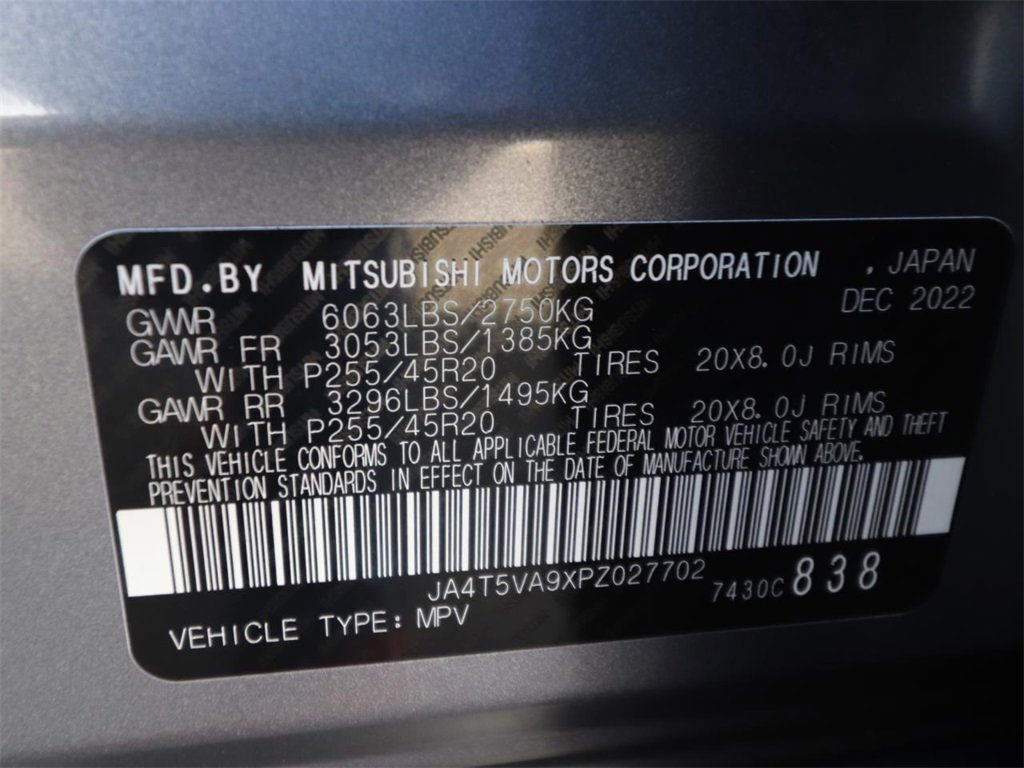 MFD.BY MITSUBISHI MOTORS CORPORATION , JAPAN
GVWR 6063LBS/2750KG DEC 2022
GAWR FR 3053LBS/1385KG
WITH P255/45R20 TIRES 20X8.0J RIMS
GAWR RR 3296LBS/1495KG
WITH P255/45R20 TIRES 20X8.0J RIMS
THIS VEHICLE CONFORMS TO ALL APPLICABLE FEDERAL MOTOR VEHICLE SAFETY AND THEFT
PREVENTION STANDARDS IN EFFECT ON THE DATE OF MANUFACTURE SHOWN ABOVE.
JA4T5VA9XPZ027702 7430C 838
VEHICLE TYPE: MPV